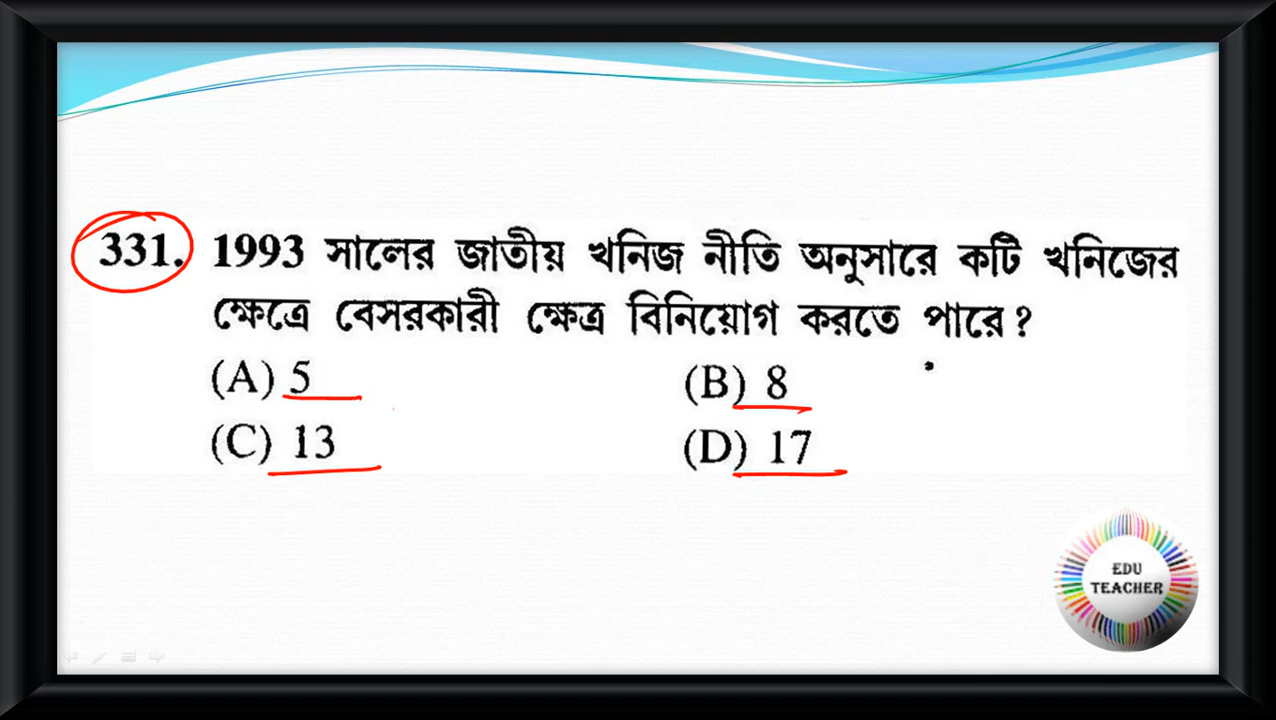 331. 1993 সালের জাতীয় খনিজ নীতি অনুসারে কটি খনিজের
ক্ষেত্রে বেসরকারী ক্ষেত্র বিনিয়োগ করতে পারে?
(A) 5 (B) 8
(C) 13 (D) 17
EDU
TEACHER